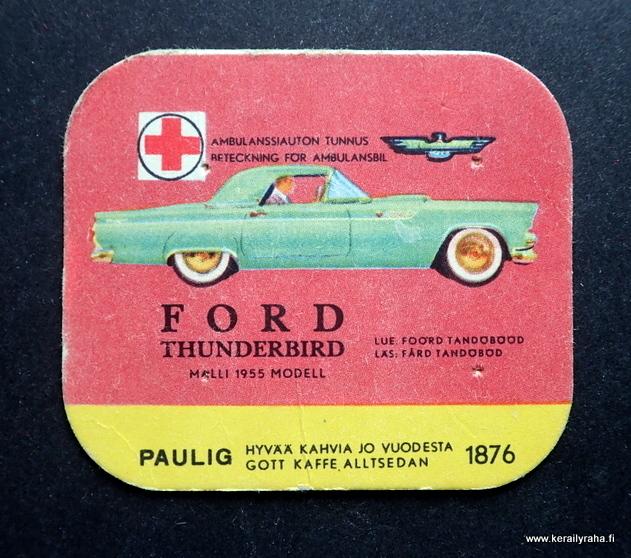 AMBULANSSIAUTON TUNNUS
BETECKNING FÖR AMBULANSBIL
FORD
THUNDERBIRD
MALLI 1955 MODELL
LUE: FOORD TANDÖBÖÖD
LÄS: FÅRD TANDÖBÖD
PAULIG
HYVÄÄ KAHVIA JO VUODESTA
GOTT KAFFE ALLTSEDAN
1876
www.kerailyraha.fi